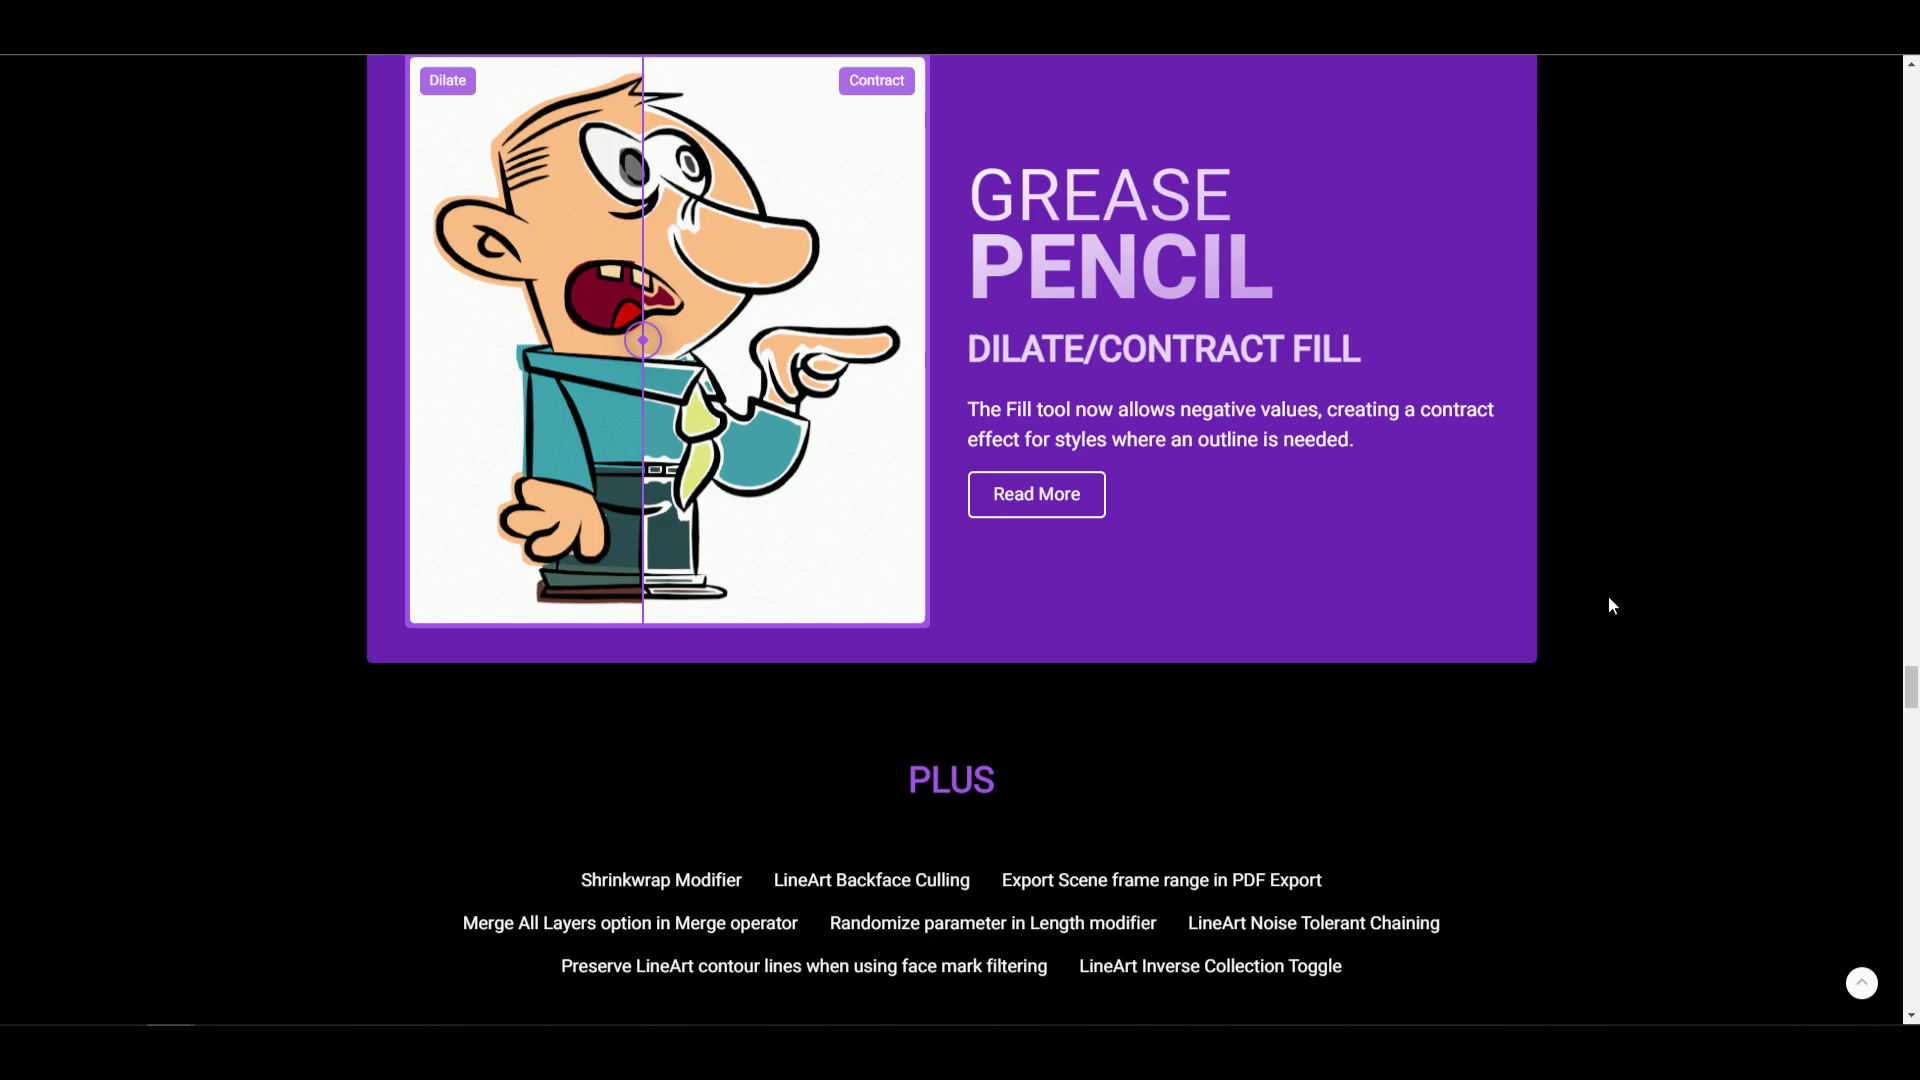 Dilate
Contract
GREASE
PENCIL
DILATE/CONTRACT FILL
The Fill tool now allows negative values, creating a contract
effect for styles where an outline is needed.
Read More
PLUS
Shrinkwrap Modifier LineArt Backface Culling Export Scene frame range in PDF Export
Merge All Layers option in Merge operator Randomize parameter in Length modifier LineArt Noise Tolerant Chaining
Preserve LineArt contour lines when using face mark filtering LineArt Inverse Collection Toggle